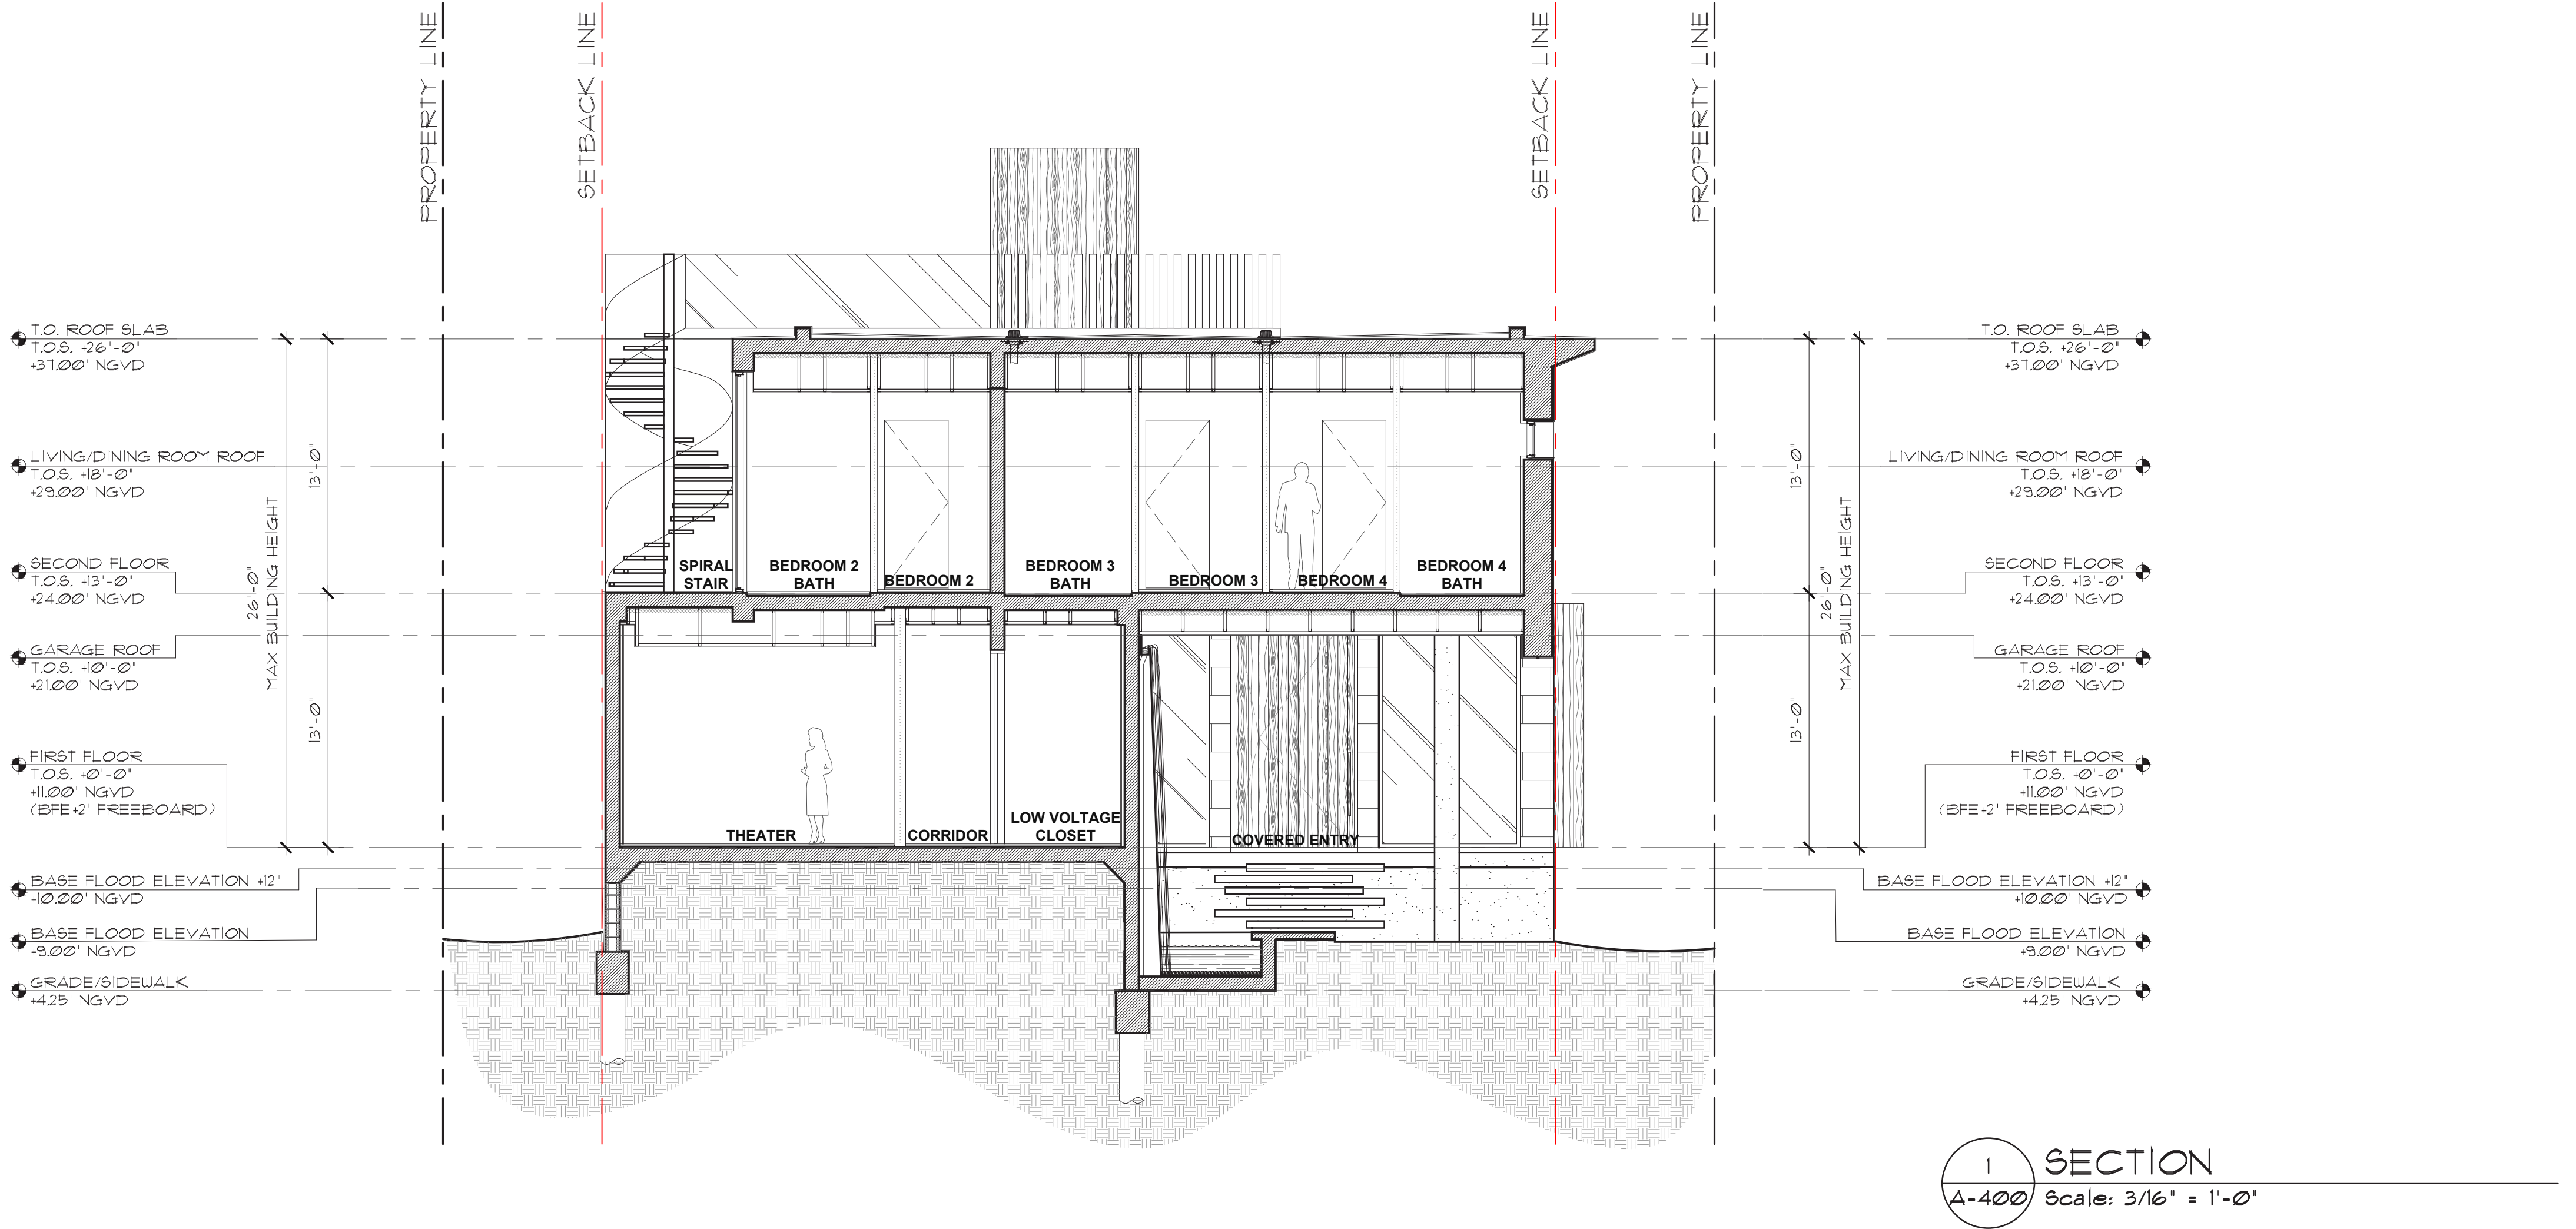 PROPERTY LINE
SETBACK LINE
SETBACK LINE
PROPERTY LINE
T.O. ROOF SLAB
T.O.S. +26'-0"
+37.00' NGVD
LIVING/DINING ROOM ROOF
T.O.S. +18'-0"
+29.00' NGVD
SECOND FLOOR
T.O.S. +13'-0"
+24.00' NGVD
GARAGE ROOF
T.O.S. +10'-0"
+21.00' NGVD
FIRST FLOOR
T.O.S. +0'-0"
+11.00' NGVD
(BFE+2' FREEBOARD)
BASE FLOOD ELEVATION +12"
+10.00' NGVD
BASE FLOOD ELEVATION
+9.00' NGVD
GRADE/SIDEWALK
+4.25' NGVD
26'-0"
MAX BUILDING HEIGHT
13'-0"
13'-0"
SPIRAL
STAIR
BEDROOM 2
BATH
BEDROOM 2
BEDROOM 3
BATH
BEDROOM 3
BEDROOM 4
BEDROOM 4
BATH
THEATER
CORRIDOR
LOW VOLTAGE
CLOSET
COVERED ENTRY
13'-0"
13'-0"
26'-0"
MAX BUILDING HEIGHT
T.O. ROOF SLAB
T.O.S. +26'-0"
+37.00' NGVD
LIVING/DINING ROOM ROOF
T.O.S. +18'-0"
+29.00' NGVD
SECOND FLOOR
T.O.S. +13'-0"
+24.00' NGVD
GARAGE ROOF
T.O.S. +10'-0"
+21.00' NGVD
FIRST FLOOR
T.O.S. +0'-0"
+11.00' NGVD
(BFE+2' FREEBOARD)
BASE FLOOD ELEVATION +12"
+10.00' NGVD
BASE FLOOD ELEVATION
+9.00' NGVD
GRADE/SIDEWALK
+4.25' NGVD
1
A-400
SECTION
Scale: 3/16" = 1'-0"